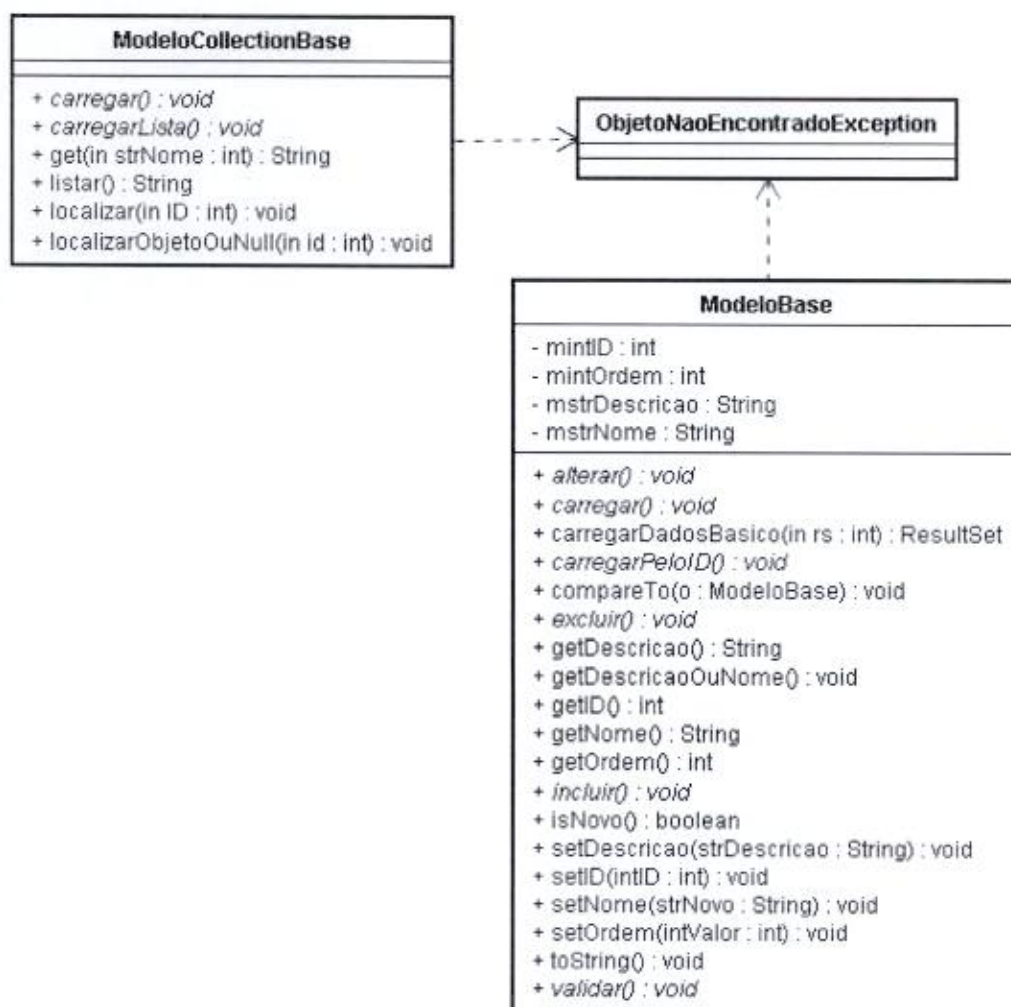 ModeloCollectionBase
+ carregar() : void
+ carregarLista() : void
+ get(in strNome : int) : String
+ listar() : String
+ localizar(in ID : int) : void
+ localizarObjetoOuNull(in id : int) : void
ObjetoNaoEncontradoException
ModeloBase
- mintID : int
- mintOrdem : int
- mstrDescricao : String
- mstrNome : String
+ alterar() : void
+ carregar() : void
+ carregarDadosBasico(in rs : int) : ResultSet
+ carregarPeloID() : void
+ compareTo(o : ModeloBase) : void
+ excluir() : void
+ getDescricao() : String
+ getDescricaoOuNome() : void
+ getID() : int
+ getNome() : String
+ getOrdem() : int
+ incluir() : void
+ isNovo() : boolean
+ setDescricao(strDescricao : String) : void
+ setID(intID : int) : void
+ setNome(strNovo : String) : void
+ setOrdem(intValor : int) : void
+ toString() : void
+ validar() : void